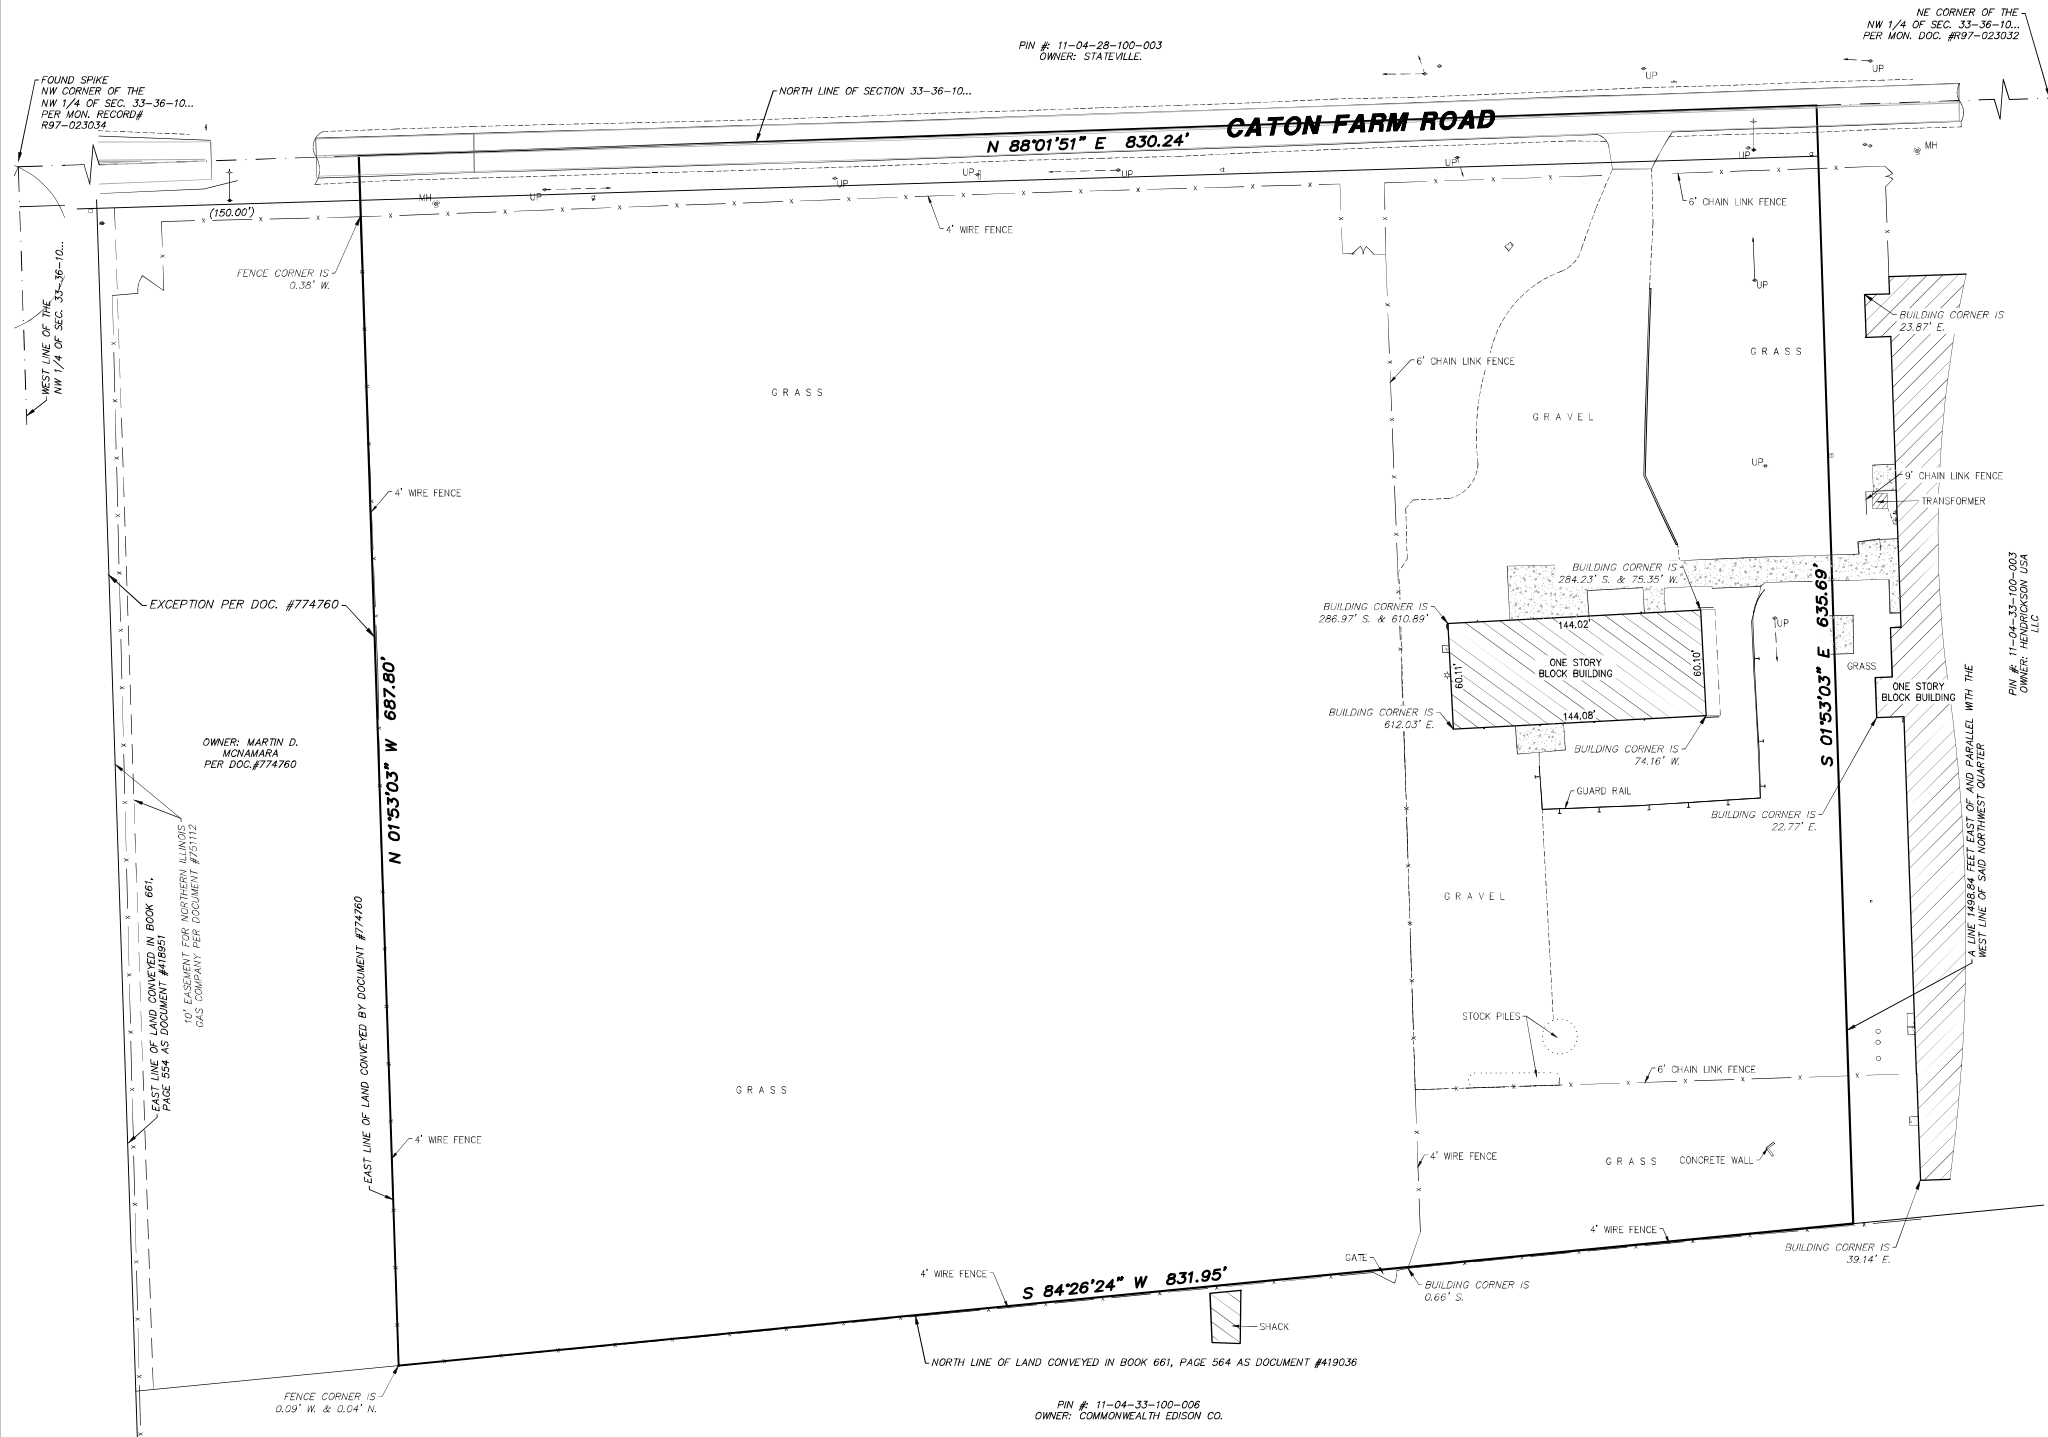 NE CORNER OF THE
NW 1/4 OF SEC. 33-36-10...
PER MON. DOC. #R97-023032
PIN #: 11-04-28-100-003
OWNER: STATEVILLE.
FOUND SPIKE
NW CORNER OF THE
NW 1/4 OF SEC. 33-36-10...
PER MON. RECORD#
R97-023034
NORTH LINE OF SECTION 33-36-10...
UP
UP
CATON FARM ROAD
N 88°01'51" E 830.24'
MH
UP
UP
UP
UP
UP
UP
MH
(150.00')
6' CHAIN LINK FENCE
4' WIRE FENCE
FENCE CORNER IS
0.38' W.
WEST LINE OF THE
NW 1/4 OF SEC. 33-36-10...
UP
BUILDING CORNER IS
23.87' E.
GRASS
6' CHAIN LINK FENCE
GRASS
GRAVEL
UP
9' CHAIN LINK FENCE
TRANSFORMER
4' WIRE FENCE
BUILDING CORNER IS
284.23' S. & 75.35' W.
EXCEPTION PER DOC. #774760
BUILDING CORNER IS
286.97' S. & 610.89'
144.02'
UP
S 01°53'03" E 635.69'
PIN #: 11-04-33-100-003
OWNER: HENDRICKSON USA
LLC
ONE STORY
BLOCK BUILDING
60.11'
60.10'
GRASS
ONE STORY
BLOCK BUILDING
N 01°53'03" W 687.80'
BUILDING CORNER IS
612.03' E.
144.08'
OWNER: MARTIN D.
MCNAMARA
PER DOC.#774760
BUILDING CORNER IS
74.16' W.
GUARD RAIL
BUILDING CORNER IS
22.77' E.
A LINE 1498.84 FEET EAST OF AND PARALLEL WITH THE
WEST LINE OF SAID NORTHWEST QUARTER
10' EASEMENT FOR NORTHERN ILLINOIS
GAS COMPANY PER DOCUMENT #751112
EAST LINE OF LAND CONVEYED IN BOOK 661,
PAGE 554 AS DOCUMENT #418951
EAST LINE OF LAND CONVEYED BY DOCUMENT #774760
GRAVEL
STOCK PILES
6' CHAIN LINK FENCE
GRASS
4' WIRE FENCE
4' WIRE FENCE
GRASS
CONCRETE WALL
4' WIRE FENCE
BUILDING CORNER IS
39.14' E.
GATE
4' WIRE FENCE
S 84°26'24" W 831.95'
BUILDING CORNER IS
0.66' S.
SHACK
NORTH LINE OF LAND CONVEYED IN BOOK 661, PAGE 564 AS DOCUMENT #419036
FENCE CORNER IS
0.09' W. & 0.04' N.
PIN #: 11-04-33-100-006
OWNER: COMMONWEALTH EDISON CO.